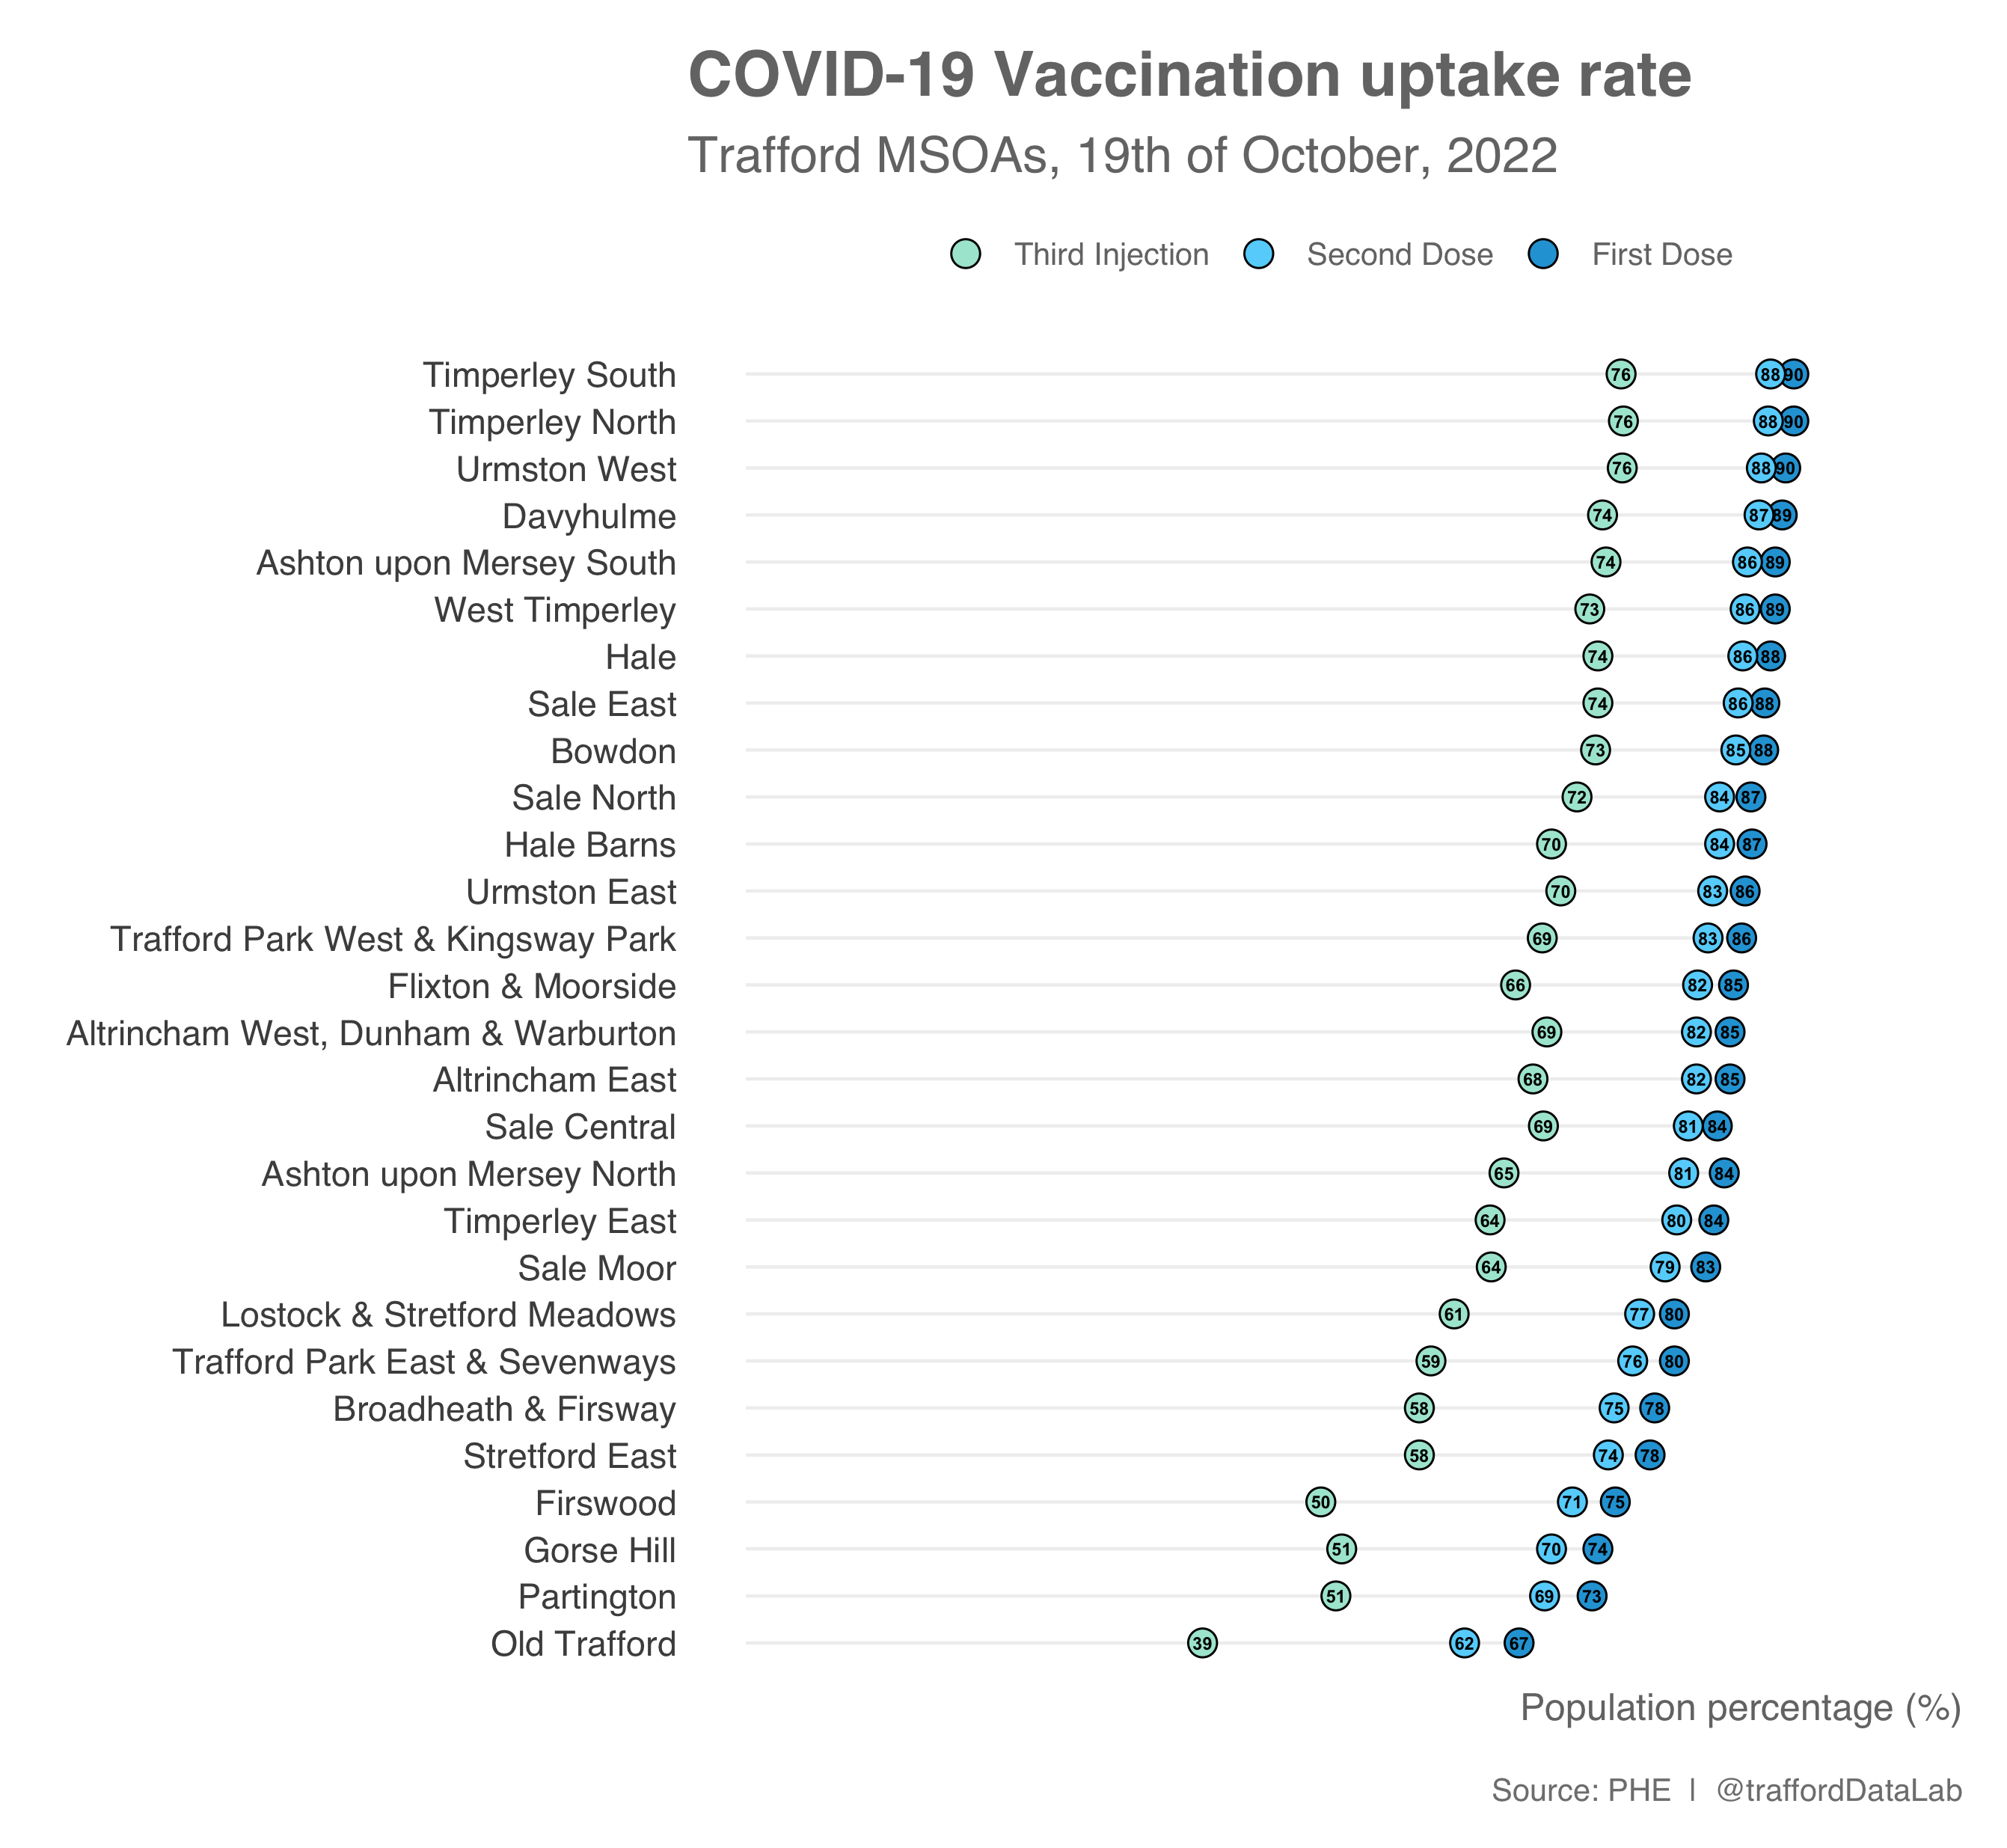 COVID-19 Vaccination uptake rate
Trafford MSOAs, 19th of October, 2022
Third Injection Second Dose First Dose
Timperley South 76 88 90
Timperley North 76 88 90
Urmston West 76 88 90
Davyhulme 74 87 89
Ashton upon Mersey South 74 86 89
West Timperley 73 86 89
Hale 74 86 88
Sale East 74 86 88
Bowdon 73 85 88
Sale North 72 84 87
Hale Barns 70 84 87
Urmston East 70 83 86
Trafford Park West & Kingsway Park 69 83 86
Flixton & Moorside 66 82 85
Altrincham West, Dunham & Warburton 69 82 85
Altrincham East 68 82 85
Sale Central 69 81 84
Ashton upon Mersey North 65 81 84
Timperley East 64 80 84
Sale Moor 64 79 83
Lostock & Stretford Meadows 61 77 80
Trafford Park East & Sevenways 59 76 80
Broadheath & Firsway 58 75 78
Stretford East 58 74 78
Firswood 50 71 75
Gorse Hill 51 70 74
Partington 51 69 73
Old Trafford 39 62 67
Population percentage (%)
Source: PHE | @traffordDataLab